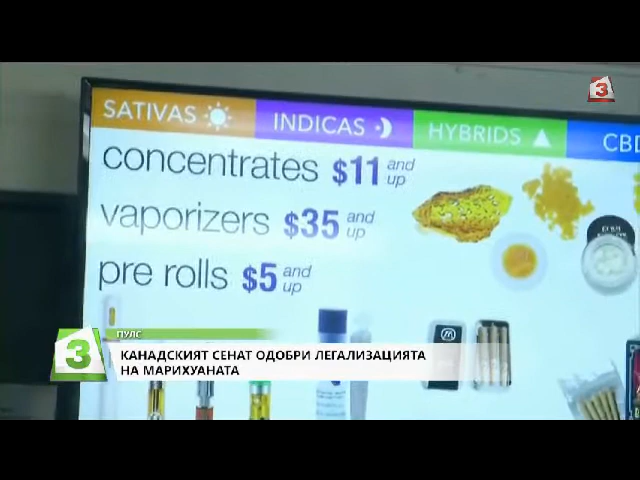 3
SATIVAS
INDICAS
HYBRIDS
CBD
concentrates $11 and up
vaporizers $35 and up
pre rolls $5 and up
ПУЛС
3
КАНАДСКИЯТ СЕНАТ ОДОБРИ ЛЕГАЛИЗАЦИЯТА
НА МАРИХУАНАТА